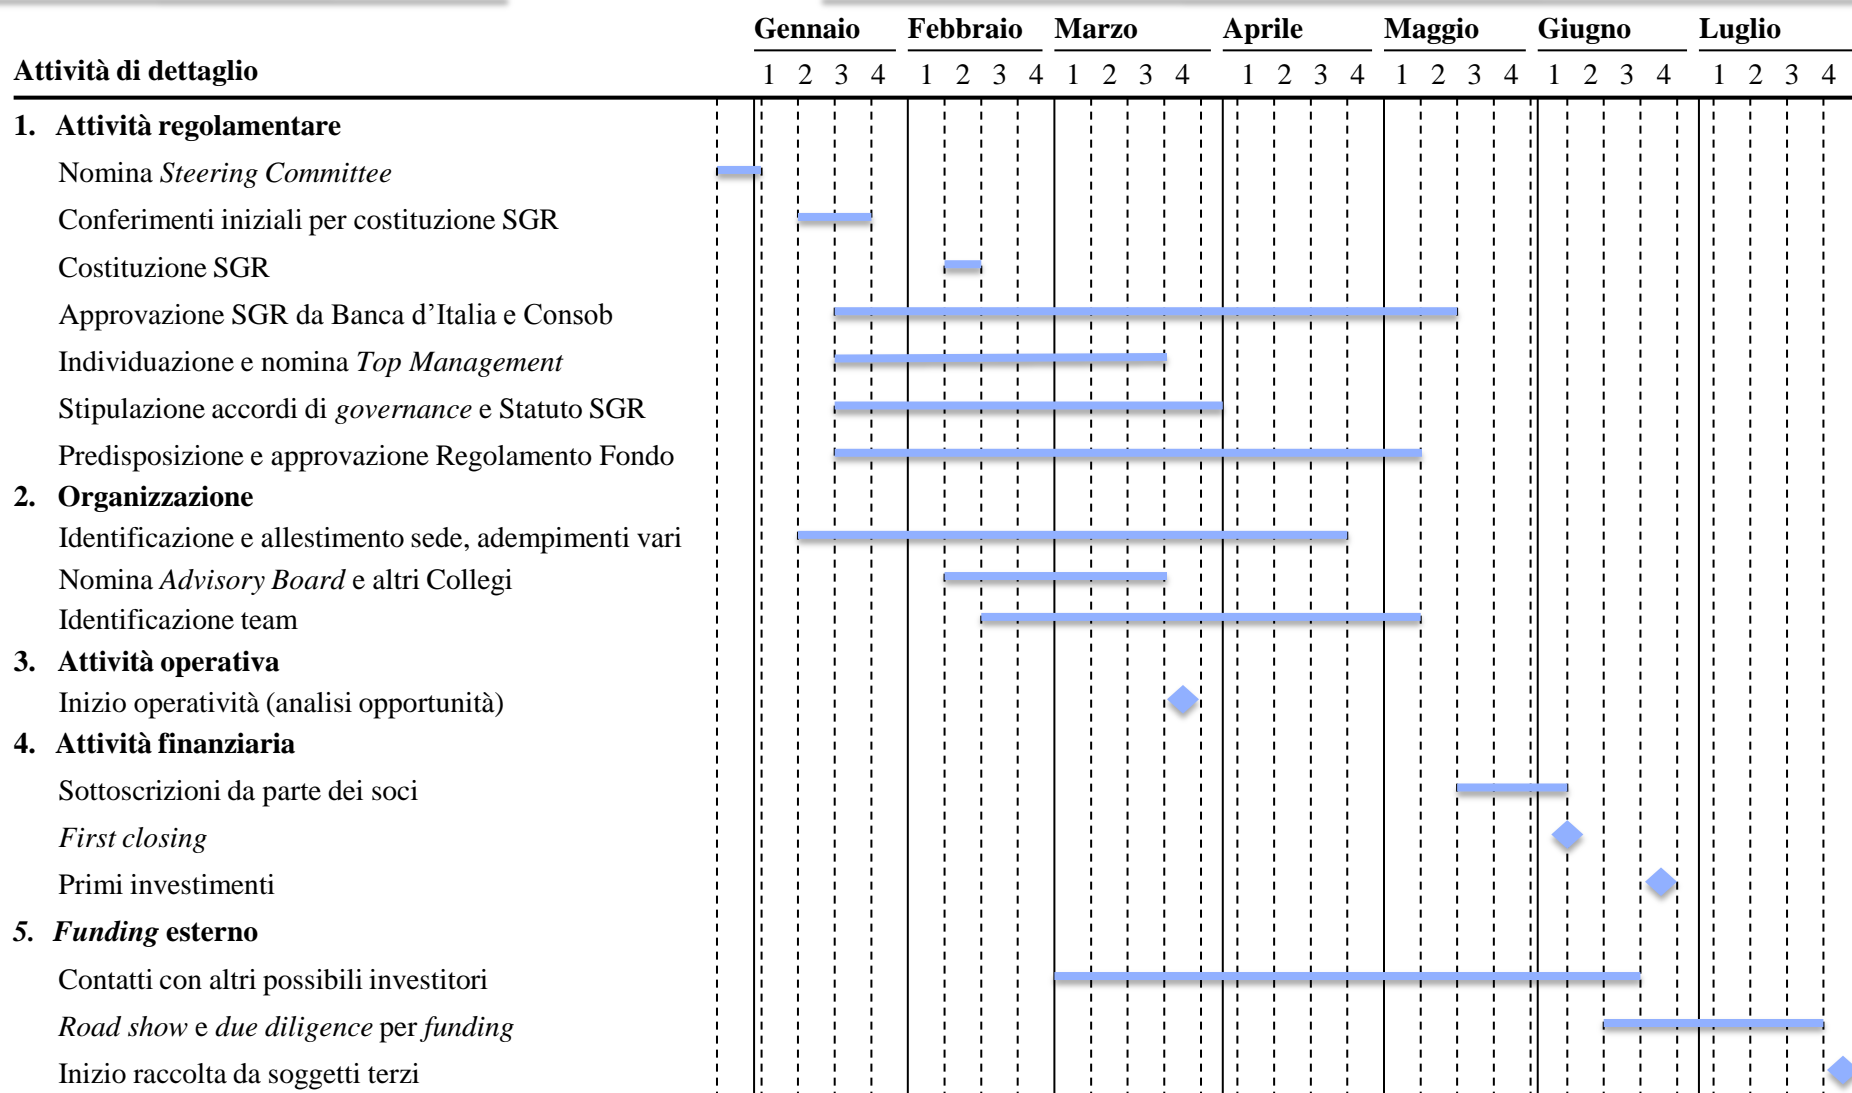 Gennaio Febbraio Marzo Aprile Maggio Giugno Luglio
Attività di dettaglio 1 2 3 4 1 2 3 4 1 2 3 4 1 2 3 4 1 2 3 4 1 2 3 4 1 2 3 4
1. Attività regolamentare
Nomina Steering Committee
Conferimenti iniziali per costituzione SGR
Costituzione SGR
Approvazione SGR da Banca d’Italia e Consob
Individuazione e nomina Top Management
Stipulazione accordi di governance e Statuto SGR
Predisposizione e approvazione Regolamento Fondo
2. Organizzazione
Identificazione e allestimento sede, adempimenti vari
Nomina Advisory Board e altri Collegi
Identificazione team
3. Attività operativa
Inizio operatività (analisi opportunità)
4. Attività finanziaria
Sottoscrizioni da parte dei soci
First closing
Primi investimenti
5. Funding esterno
Contatti con altri possibili investitori
Road show e due diligence per funding
Inizio raccolta da soggetti terzi